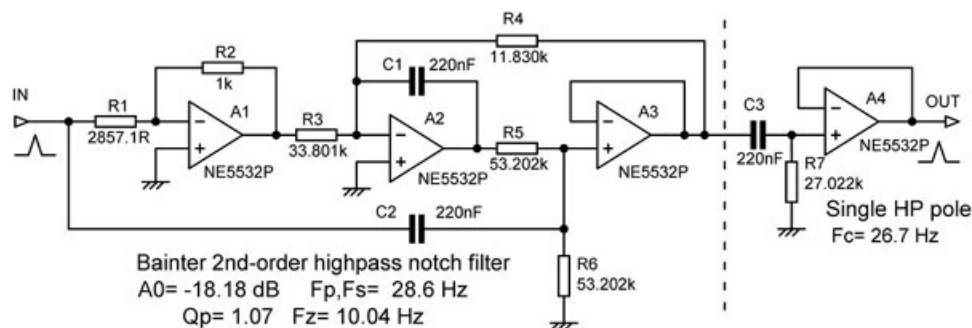 R4
11.830k
R2
1k
C1
220nF
IN
R1
2857.1R
A1
NE5532P
R3
33.801k
A2
NE5532P
R5
53.202k
A3
NE5532P
C3
220nF
A4
NE5532P
OUT
R7
27.022k
C2
220nF
R6
53.202k
Single HP pole
Fc= 26.7 Hz
Bainter 2nd-order highpass notch filter
A0= -18.18 dB Fp,Fs= 28.6 Hz
Qp= 1.07 Fz= 10.04 Hz